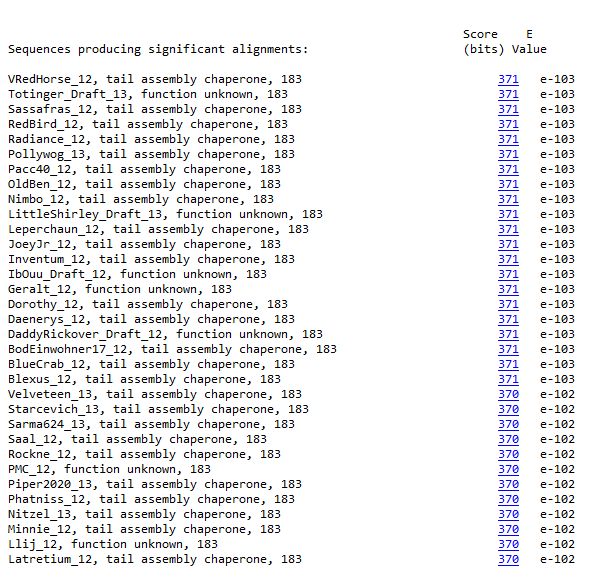 Score E
Sequences producing significant alignments: (bits) Value
VRedHorse_12, tail assembly chaperone, 183 371 e-103
Totinger_Draft_13, function unknown, 183 371 e-103
Sassafras_12, tail assembly chaperone, 183 371 e-103
RedBird_12, tail assembly chaperone, 183 371 e-103
Radiance_12, tail assembly chaperone, 183 371 e-103
Pollywog_13, tail assembly chaperone, 183 371 e-103
Pacc40_12, tail assembly chaperone, 183 371 e-103
OldBen_12, tail assembly chaperone, 183 371 e-103
Nimbo_12, tail assembly chaperone, 183 371 e-103
LittleShirley_Draft_13, function unknown, 183 371 e-103
Leperchaun_12, tail assembly chaperone, 183 371 e-103
JoeyJr_12, tail assembly chaperone, 183 371 e-103
Inventum_12, tail assembly chaperone, 183 371 e-103
IbOuu_Draft_12, function unknown, 183 371 e-103
Geralt_12, function unknown, 183 371 e-103
Dorothy_12, tail assembly chaperone, 183 371 e-103
Daenerys_12, tail assembly chaperone, 183 371 e-103
DaddyRickover_Draft_12, function unknown, 183 371 e-103
BodEinwohner17_12, tail assembly chaperone, 183 371 e-103
BlueCrab_12, tail assembly chaperone, 183 371 e-103
Blexus_12, tail assembly chaperone, 183 371 e-103
Velveteen_13, tail assembly chaperone, 183 370 e-102
Starcevich_13, tail assembly chaperone, 183 370 e-102
Sarma624_13, tail assembly chaperone, 183 370 e-102
Saal_12, tail assembly chaperone, 183 370 e-102
Rockne_12, tail assembly chaperone, 183 370 e-102
PMC_12, function unknown, 183 370 e-102
Piper2020_13, tail assembly chaperone, 183 370 e-102
Phatniss_12, tail assembly chaperone, 183 370 e-102
Nitzel_13, tail assembly chaperone, 183 370 e-102
Minnie_12, tail assembly chaperone, 183 370 e-102
Llij_12, function unknown, 183 370 e-102
Latretium_12, tail assembly chaperone, 183 370 e-102